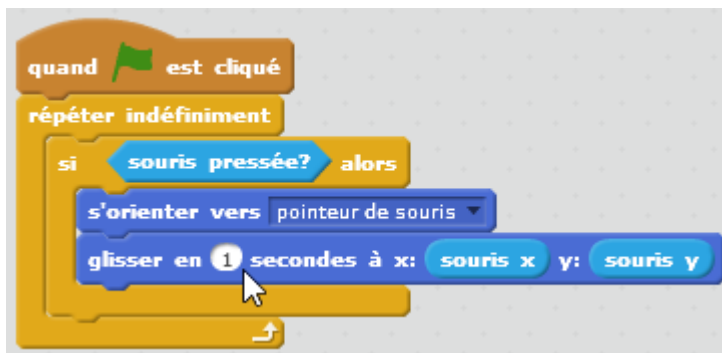 quand est cliqué
répéter indéfiniment
si souris pressée? alors
s'orienter vers pointeur de souris
glisser en 1 secondes à x: souris x y: souris y